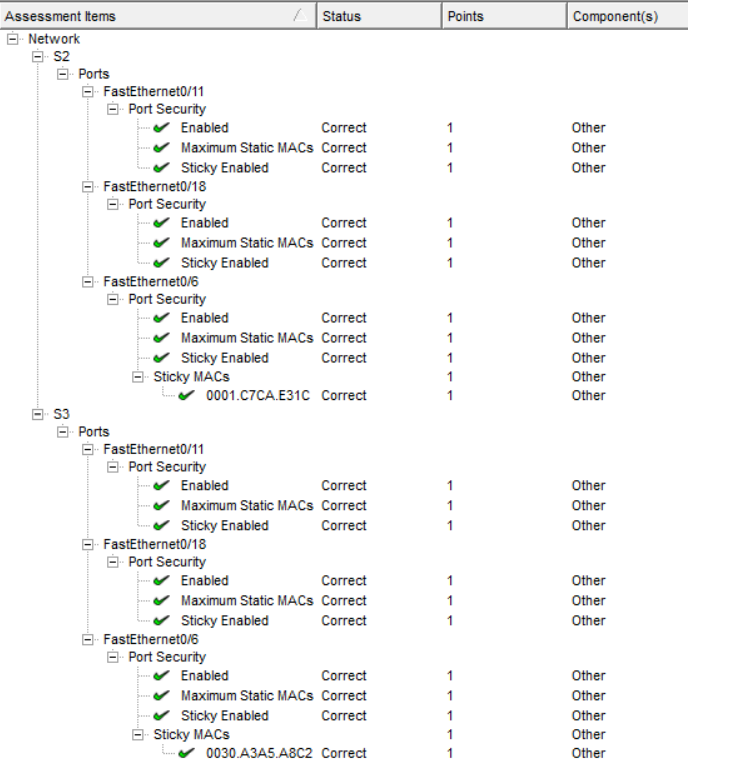 Assessment Items Status Points Component(s)
Network
S2
Ports
FastEthernet0/11
Port Security
Enabled Correct 1 Other
Maximum Static MACs Correct 1 Other
Sticky Enabled Correct 1 Other
FastEthernet0/18
Port Security
Enabled Correct 1 Other
Maximum Static MACs Correct 1 Other
Sticky Enabled Correct 1 Other
FastEthernet0/6
Port Security
Enabled Correct 1 Other
Maximum Static MACs Correct 1 Other
Sticky Enabled Correct 1 Other
Sticky MACs 1 Other
0001.C7CA.E31C Correct 1 Other
S3
Ports
FastEthernet0/11
Port Security
Enabled Correct 1 Other
Maximum Static MACs Correct 1 Other
Sticky Enabled Correct 1 Other
FastEthernet0/18
Port Security
Enabled Correct 1 Other
Maximum Static MACs Correct 1 Other
Sticky Enabled Correct 1 Other
FastEthernet0/6
Port Security
Enabled Correct 1 Other
Maximum Static MACs Correct 1 Other
Sticky Enabled Correct 1 Other
Sticky MACs 1 Other
0030.A3A5.A8C2 Correct 1 Other